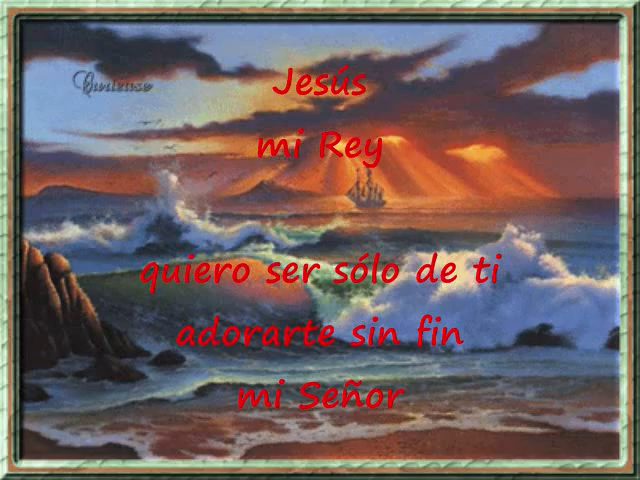 Jesús
mi Rey
quiero ser sólo de ti
adorarte sin fin
mi Señor